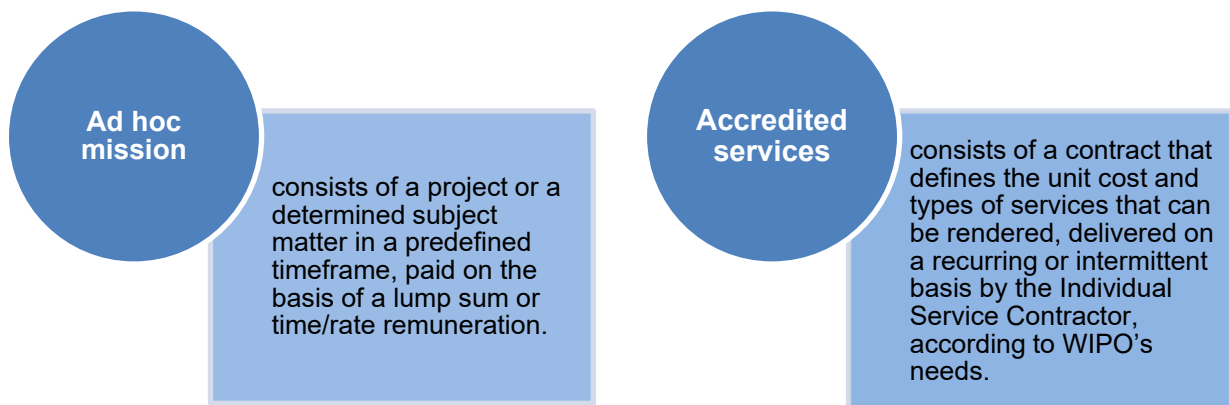 Ad hoc
mission
consists of a project or a
determined subject
matter in a predefined
timeframe, paid on the
basis of a lump sum or
time/rate remuneration.
Accredited
services
consists of a contract that
defines the unit cost and
types of services that can
be rendered, delivered on
a recurring or intermittent
basis by the Individual
Service Contractor,
according to WIPO’s
needs.